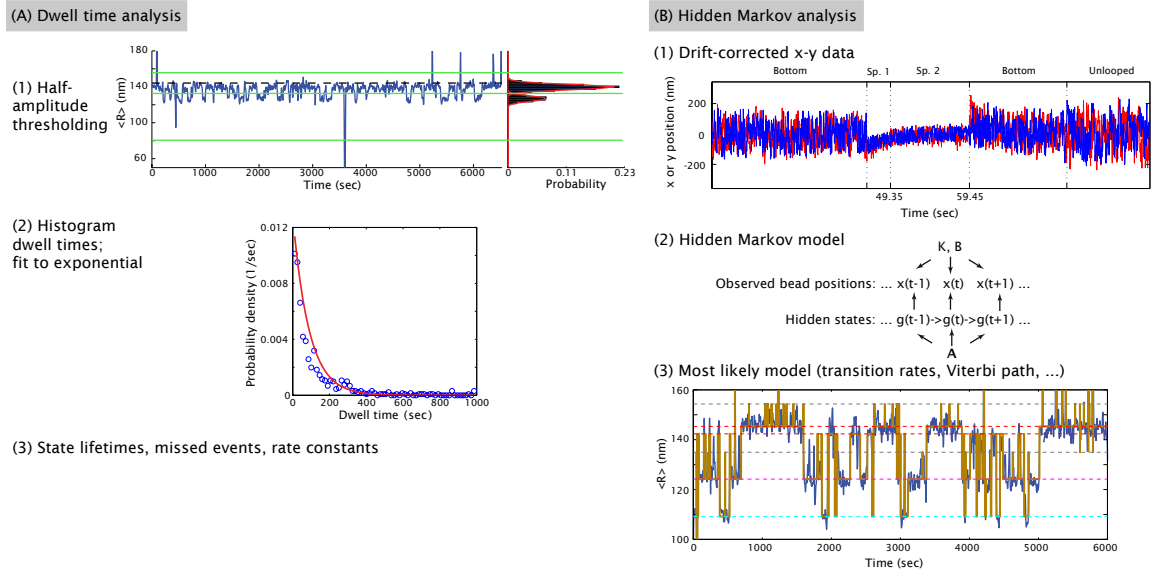 (A) Dwell time analysis
(1) Half-
amplitude
thresholding
<R> (nm)
180
140
100
60
0 1000 2000 3000 4000 5000 6000
Time (sec)
0 0.11 0.23
Probability
(2) Histogram
dwell times;
fit to exponential
Probability density (1/sec)
0.012
0.008
0.004
0
0 200 400 600 800 1000
Dwell time (sec)
(3) State lifetimes, missed events, rate constants
(B) Hidden Markov analysis
(1) Drift-corrected x-y data
Bottom Sp. 1 Sp. 2 Bottom Unlooped
x or y position (nm)
200
0
-200
49.35 59.45
Time (sec)
(2) Hidden Markov model
K, B
Observed bead positions: ... x(t-1) x(t) x(t+1) ...
Hidden states: ... g(t-1)->g(t)->g(t+1) ...
A
(3) Most likely model (transition rates, Viterbi path, ...)
<R> (nm)
160
140
120
100
0 1000 2000 3000 4000 5000 6000
Time (sec)